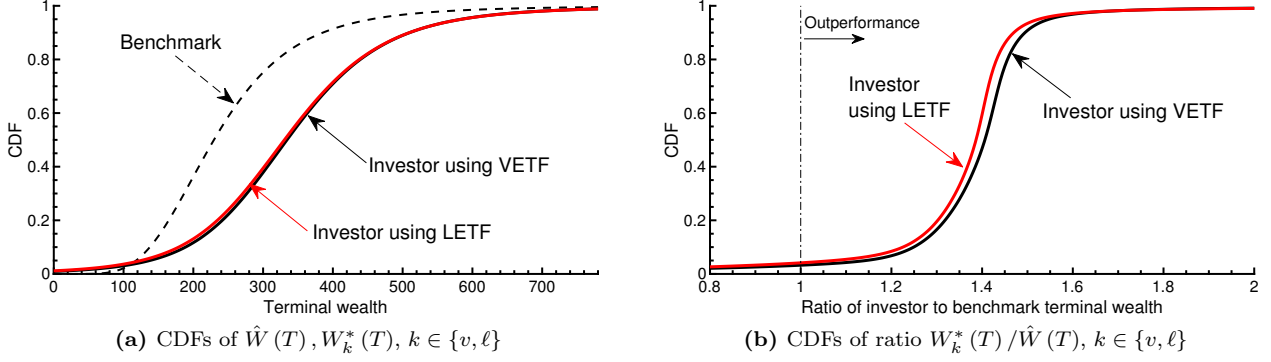 1
0.8
0.6
0.4
0.2
0
CDF
Benchmark
Investor using VETF
Investor using LETF
0 100 200 300 400 500 600 700
Terminal wealth
(a) CDFs of Ŵ (T) , W*ₖ (T), k ∈ {v, ℓ}
1
0.8
0.6
0.4
0.2
0
CDF
Outperformance
Investor
using LETF
Investor using VETF
0.8 1 1.2 1.4 1.6 1.8 2
Ratio of investor to benchmark terminal wealth
(b) CDFs of ratio W*ₖ (T) /Ŵ (T), k ∈ {v, ℓ}